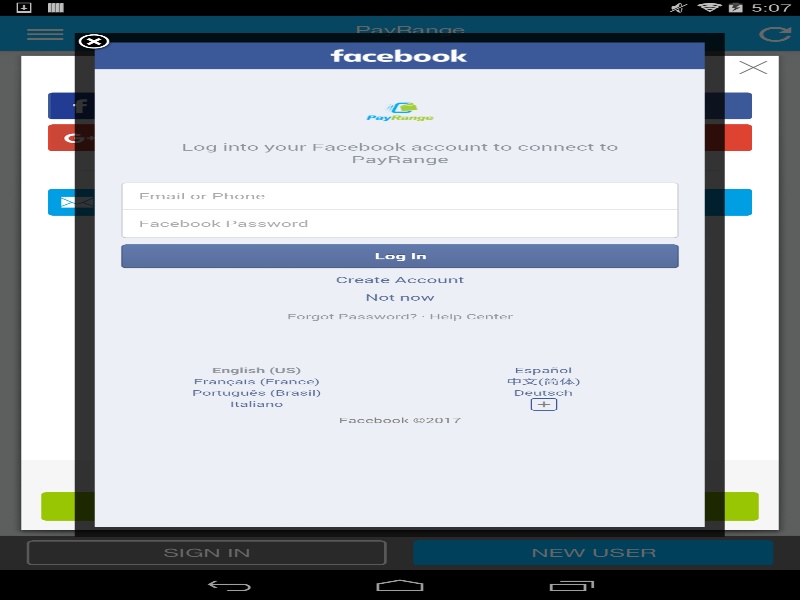 5:07
PayRange
facebook
PayRange
Log into your Facebook account to connect to
PayRange
Email or Phone
Facebook Password
Log In
Create Account
Not now
Forgot Password? · Help Center
English (US)
Español
Français (France)
中文(简体)
Português (Brasil)
Deutsch
Italiano
+
Facebook ©2017
SIGN IN
NEW USER